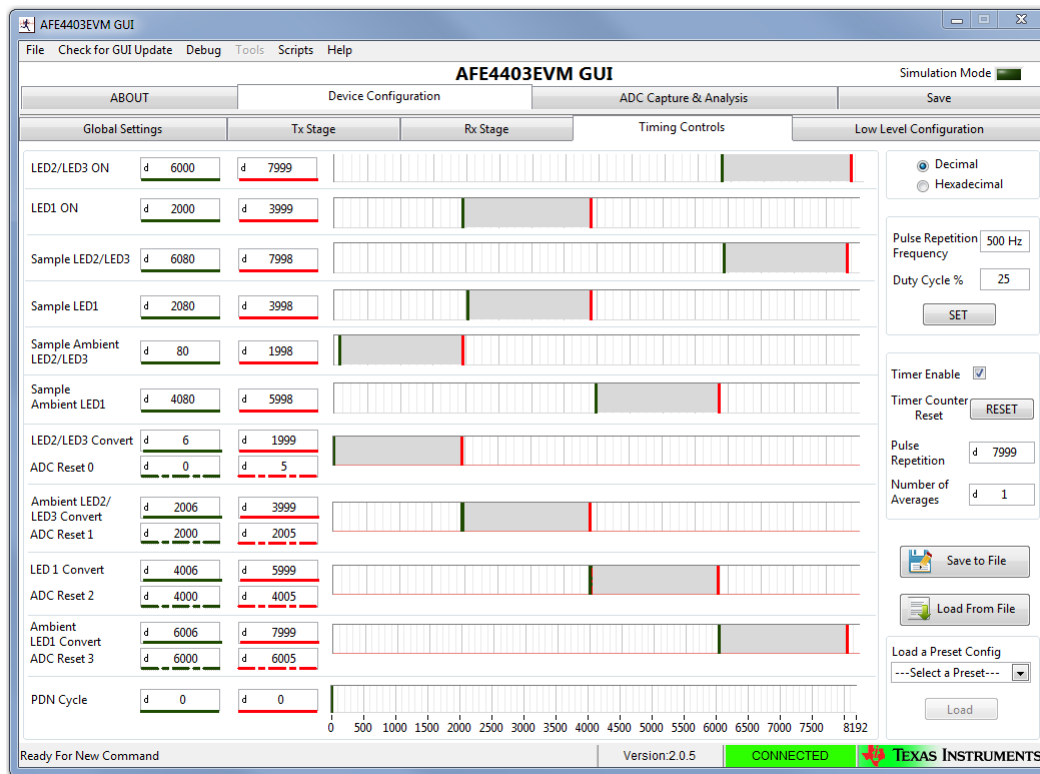 AFE4403EVM GUI
File Check for GUI Update Debug Tools Scripts Help
AFE4403EVM GUI
Simulation Mode
ABOUT Device Configuration ADC Capture & Analysis Save
Global Settings Tx Stage Rx Stage Timing Controls Low Level Configuration
LED2/LED3 ON d 6000 d 7999
LED1 ON d 2000 d 3999
Sample LED2/LED3 d 6080 d 7998
Sample LED1 d 2080 d 3998
Sample Ambient
LED2/LED3 d 80 d 1998
Sample
Ambient LED1 d 4080 d 5998
LED2/LED3 Convert d 6 d 1999
ADC Reset 0 d 0 d 5
Ambient LED2/
LED3 Convert d 2006 d 3999
ADC Reset 1 d 2000 d 2005
LED 1 Convert d 4006 d 5999
ADC Reset 2 d 4000 d 4005
Ambient
LED1 Convert d 6006 d 7999
ADC Reset 3 d 6000 d 6005
PDN Cycle d 0 d 0
0 500 1000 1500 2000 2500 3000 3500 4000 4500 5000 5500 6000 6500 7000 7500 8192
Decimal
Hexadecimal
Pulse Repetition
Frequency 500 Hz
Duty Cycle % 25
SET
Timer Enable
Timer Counter
Reset RESET
Pulse
Repetition d 7999
Number of
Averages d 1
Save to File
Load From File
Load a Preset Config
---Select a Preset---
Load
Ready For New Command Version:2.0.5 CONNECTED TEXAS INSTRUMENTS